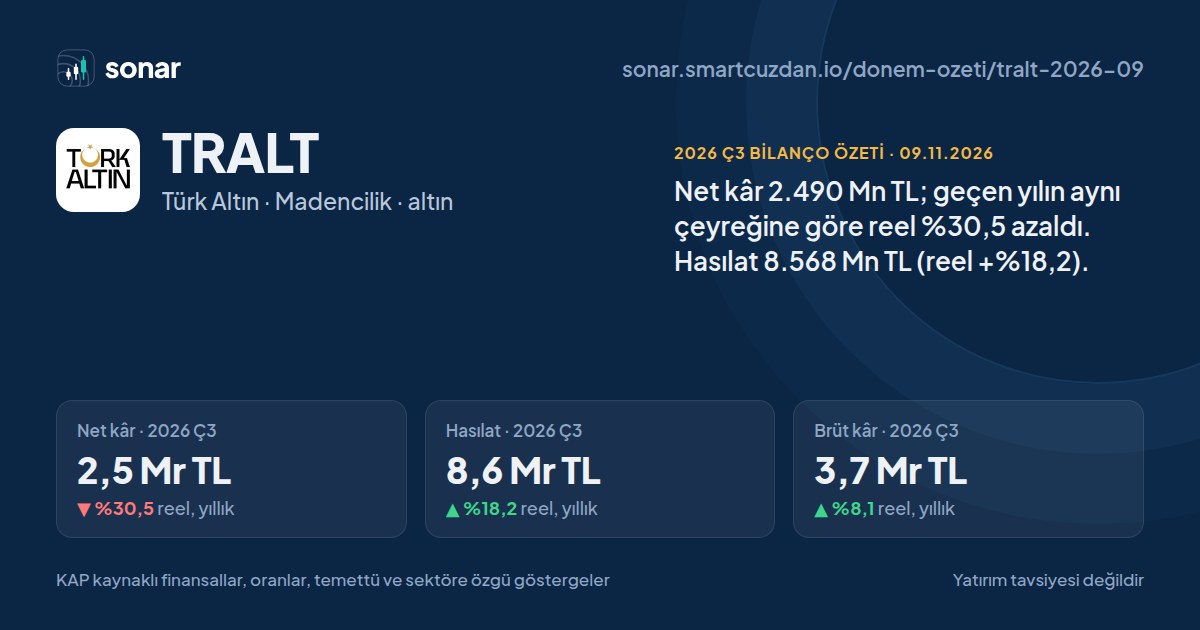 sonar
sonar.smartcuzdan.io/donem-ozeti/tralt-2026-09
TÜRK
ALTIN
TRALT
Türk Altın · Madencilik · altın
2026 Ç3 BİLANÇO ÖZETİ · 09.11.2026
Net kâr 2.490 Mn TL; geçen yılın aynı
çeyreğine göre reel %30,5 azaldı.
Hasılat 8.568 Mn TL (reel +%18,2).
Net kâr · 2026 Ç3
2,5 Mr TL
▼ %30,5 reel, yıllık
Hasılat · 2026 Ç3
8,6 Mr TL
▲ %18,2 reel, yıllık
Brüt kâr · 2026 Ç3
3,7 Mr TL
▲ %8,1 reel, yıllık
KAP kaynaklı finansallar, oranlar, temettü ve sektöre özgü göstergeler
Yatırım tavsiyesi değildir